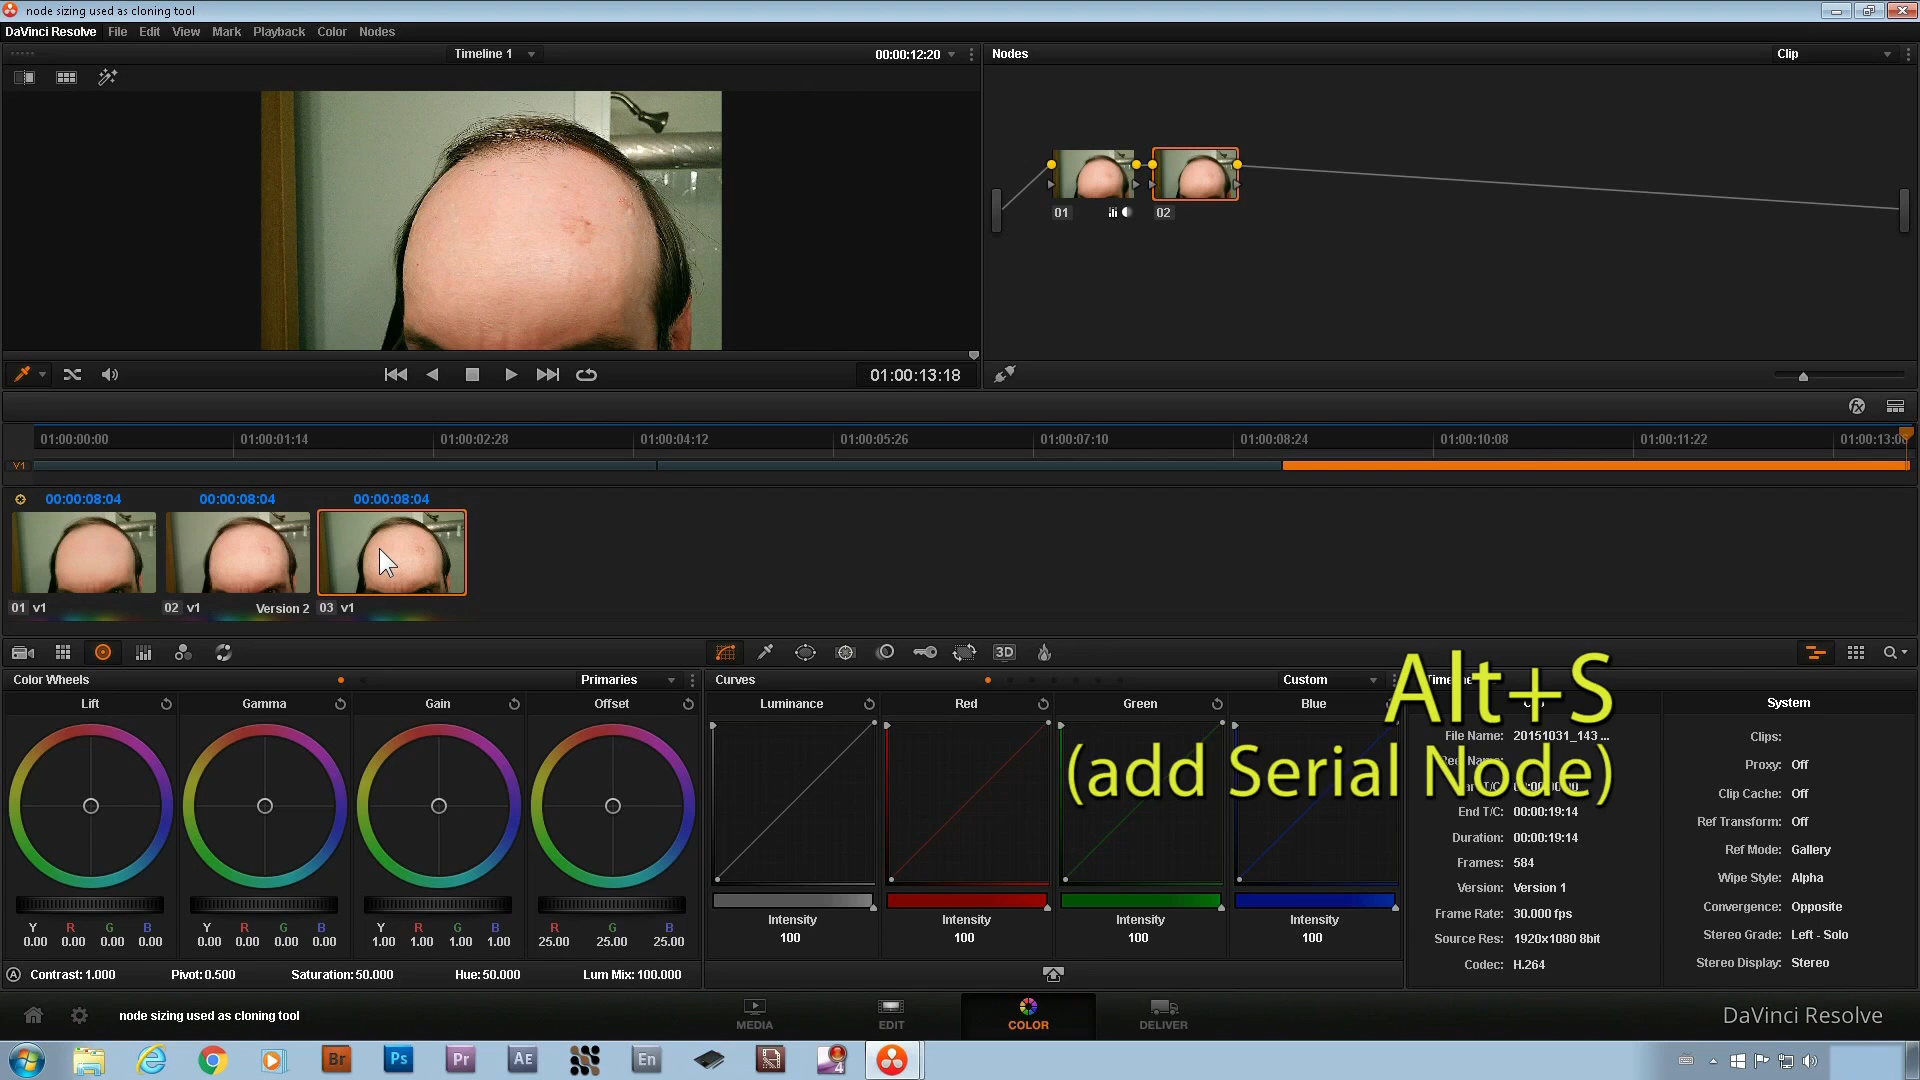 node sizing used as cloning tool
DaVinci Resolve File Edit View Mark Playback Color Nodes
Timeline 1 00:00:12:20 Nodes Clip
01 02
01:00:13:18
01:00:00:00 01:00:01:14 01:00:02:28 01:00:04:12 01:00:05:26 01:00:07:10 01:00:08:24 01:00:10:08 01:00:11:22
V1
00:00:08:04 00:00:08:04 00:00:08:04
01 v1 02 v1 Version 2 03 v1
3D
Color Wheels Primaries Curves Custom
Lift Gamma Gain Offset Luminance Red Green Blue System
Alt+S
(add Serial Node)
File Name: 20151031_143 ...
End T/C: 00:00:19:14
Duration: 00:00:19:14
Frames: 584
Version: Version 1
Frame Rate: 30.000 fps
Source Res: 1920x1080 8bit
Codec: H.264
Clips:
Proxy: Off
Clip Cache: Off
Ref Transform: Off
Ref Mode: Gallery
Wipe Style: Alpha
Convergence: Opposite
Stereo Grade: Left - Solo
Stereo Display: Stereo
Y R G B Y R G B Y R G B R G B
0.00 0.00 0.00 0.00 0.00 0.00 0.00 0.00 1.00 1.00 1.00 1.00 25.00 25.00 25.00
Intensity Intensity Intensity Intensity
100 100 100 100
A Contrast: 1.000 Pivot: 0.500 Saturation: 50.000 Hue: 50.000 Lum Mix: 100.000
node sizing used as cloning tool
MEDIA EDIT COLOR DELIVER
DaVinci Resolve
Br Ps Pr AE En 4